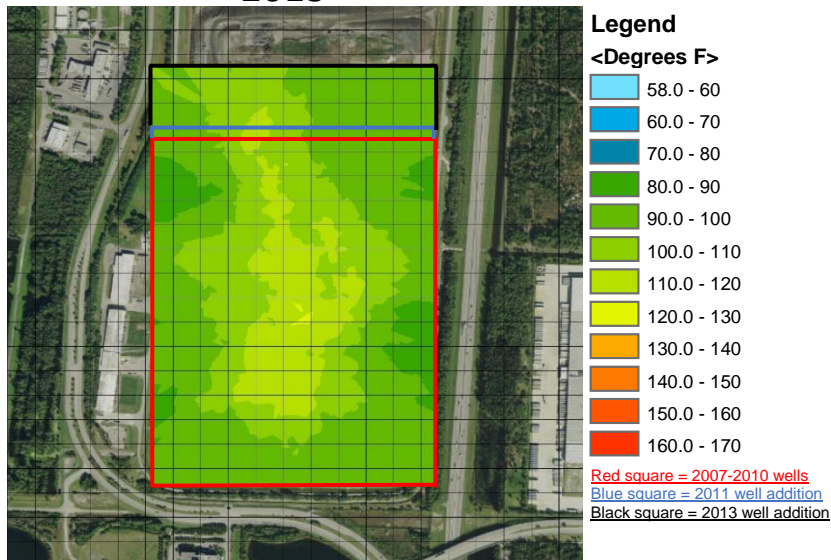 Legend
<Degrees F>
58.0 - 60
60.0 - 70
70.0 - 80
80.0 - 90
90.0 - 100
100.0 - 110
110.0 - 120
120.0 - 130
130.0 - 140
140.0 - 150
150.0 - 160
160.0 - 170
Red square = 2007-2010 wells
Blue square = 2011 well addition
Black square = 2013 well addition